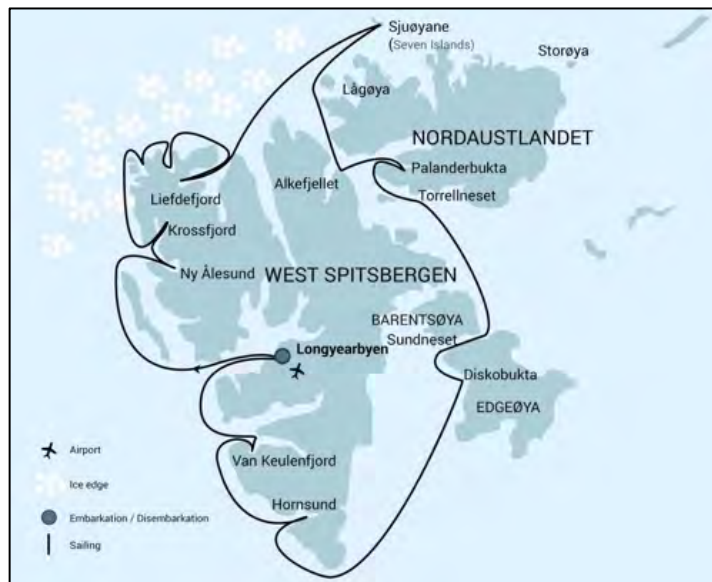 Sjuøyane
(Seven Islands)
Storøya
Lågøya
NORDAUSTLANDET
Palanderbukta
Alkefjellet
Torrellneset
Liefdefjord
Krossfjord
Ny Ålesund
WEST SPITSBERGEN
BARENTSØYA
Sundneset
Longyearbyen
Diskobukta
EDGEØYA
Van Keulenfjord
Hornsund
Airport
Ice edge
Embarkation / Disembarkation
Sailing